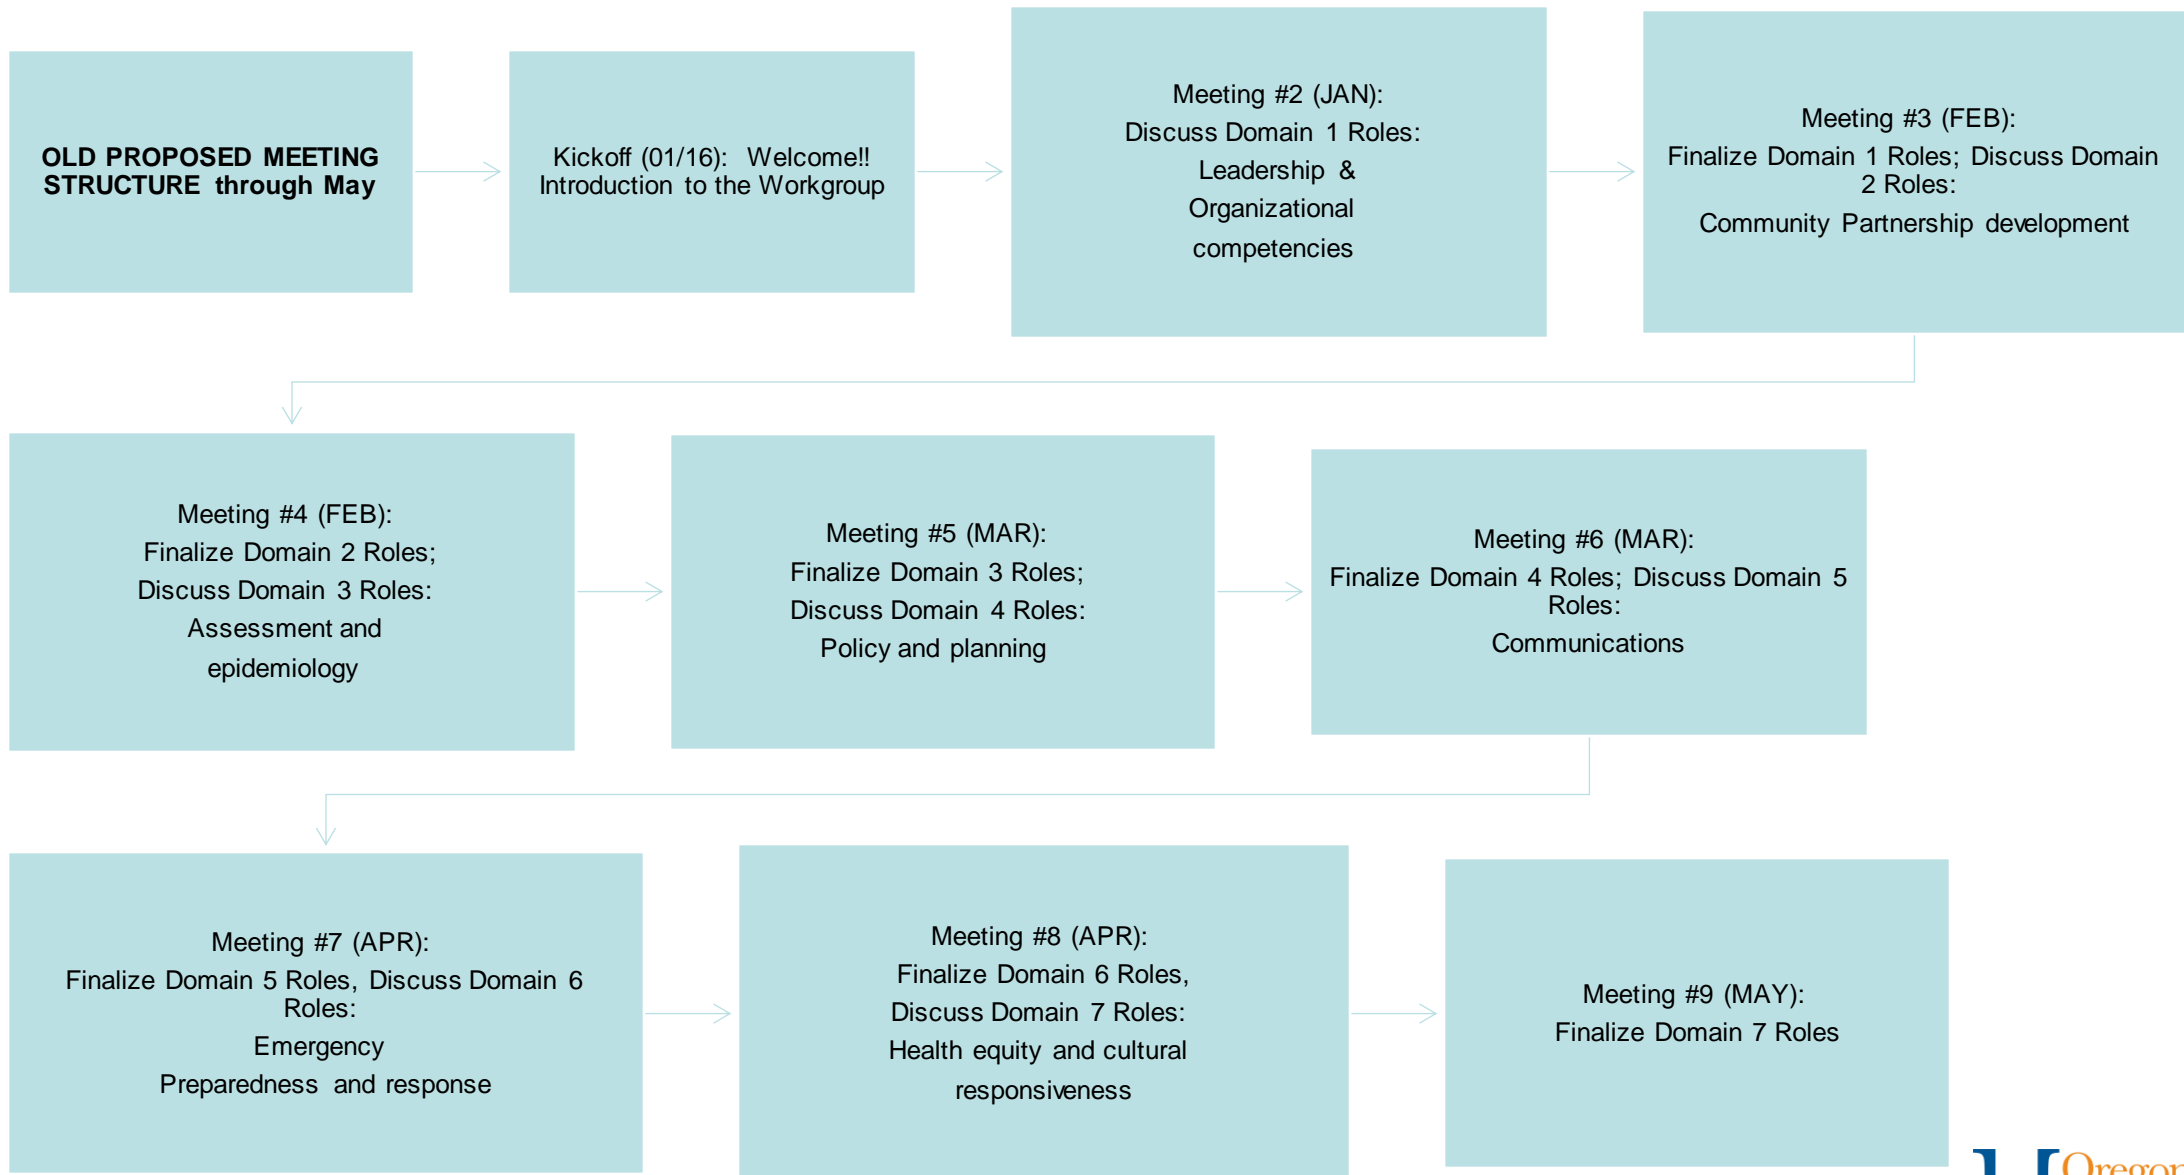 OLD PROPOSED MEETING
STRUCTURE through May
Kickoff (01/16): Welcome!!
Introduction to the Workgroup
Meeting #2 (JAN):
Discuss Domain 1 Roles:
Leadership &
Organizational
competencies
Meeting #3 (FEB):
Finalize Domain 1 Roles; Discuss Domain
2 Roles:
Community Partnership development
Meeting #4 (FEB):
Finalize Domain 2 Roles;
Discuss Domain 3 Roles:
Assessment and
epidemiology
Meeting #5 (MAR):
Finalize Domain 3 Roles;
Discuss Domain 4 Roles:
Policy and planning
Meeting #6 (MAR):
Finalize Domain 4 Roles; Discuss Domain 5
Roles:
Communications
Meeting #7 (APR):
Finalize Domain 5 Roles, Discuss Domain 6
Roles:
Emergency
Preparedness and response
Meeting #8 (APR):
Finalize Domain 6 Roles,
Discuss Domain 7 Roles:
Health equity and cultural
responsiveness
Meeting #9 (MAY):
Finalize Domain 7 Roles
Oregon